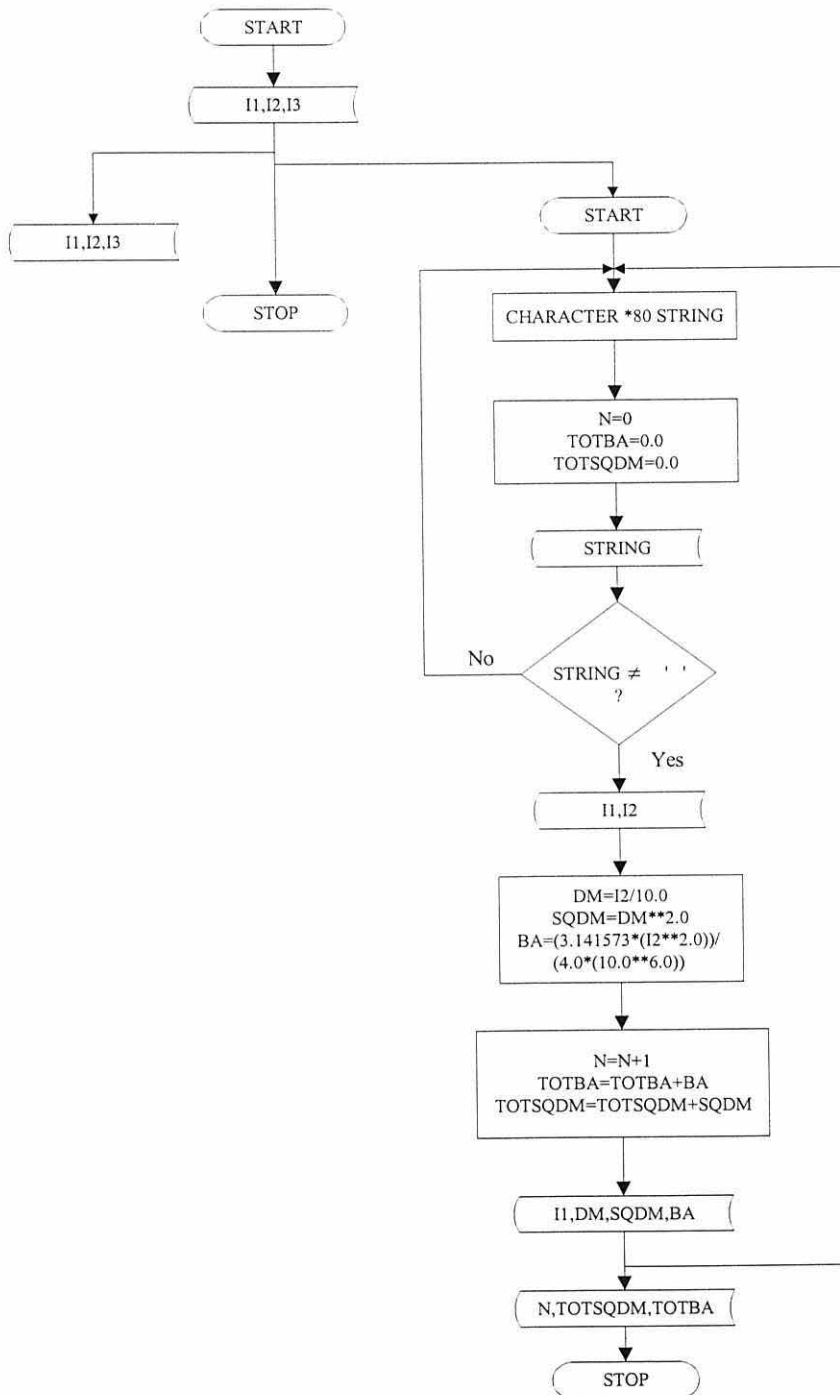 START
I1,I2,I3
I1,I2,I3
STOP
START
CHARACTER *80 STRING
N=0
TOTBA=0.0
TOTSQDM=0.0
STRING
No
STRING ≠ ' '
?
Yes
I1,I2
DM=I2/10.0
SQDM=DM**2.0
BA=(3.141573*(I2**2.0))/
(4.0*(10.0**6.0))
N=N+1
TOTBA=TOTBA+BA
TOTSQDM=TOTSQDM+SQDM
I1,DM,SQDM,BA
N,TOTSQDM,TOTBA
STOP